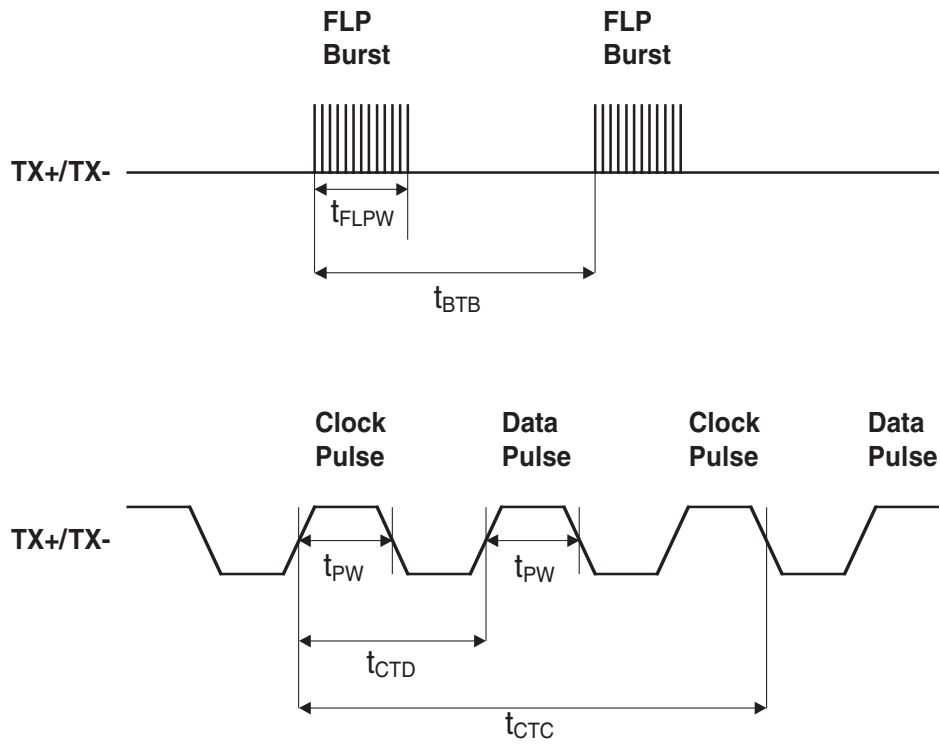 FLP
Burst
FLP
Burst
TX+/TX-
tFLPW
tBTB
Clock
Pulse
Data
Pulse
Clock
Pulse
Data
Pulse
TX+/TX-
tPW
tPW
tCTD
tCTC